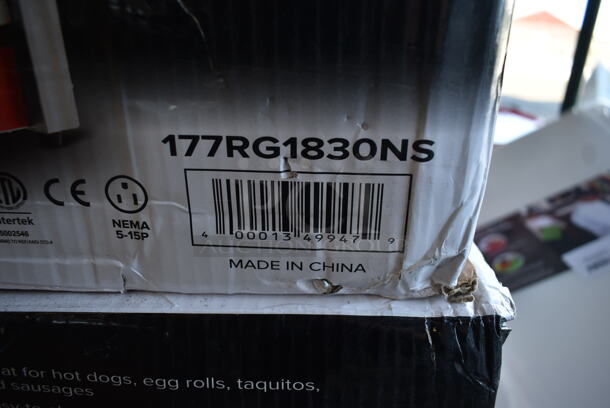 177RG1830NS
CE
NEMA
5-15P
4 00013 49947 9
MADE IN CHINA
at for hot dogs, egg rolls, taquitos,
sausages